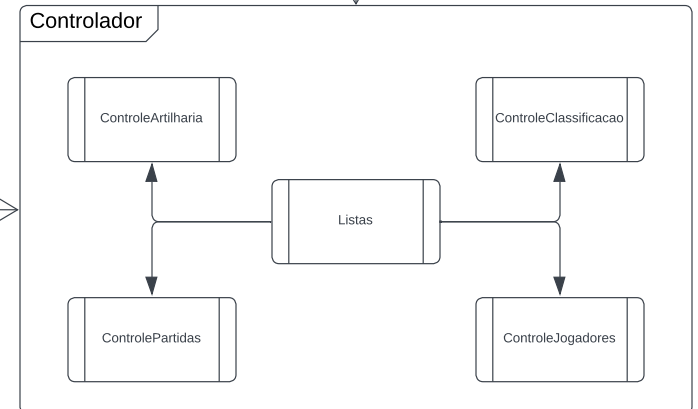 Controlador
ControleArtilharia
ControleClassificacao
Listas
ControlePartidas
ControleJogadores